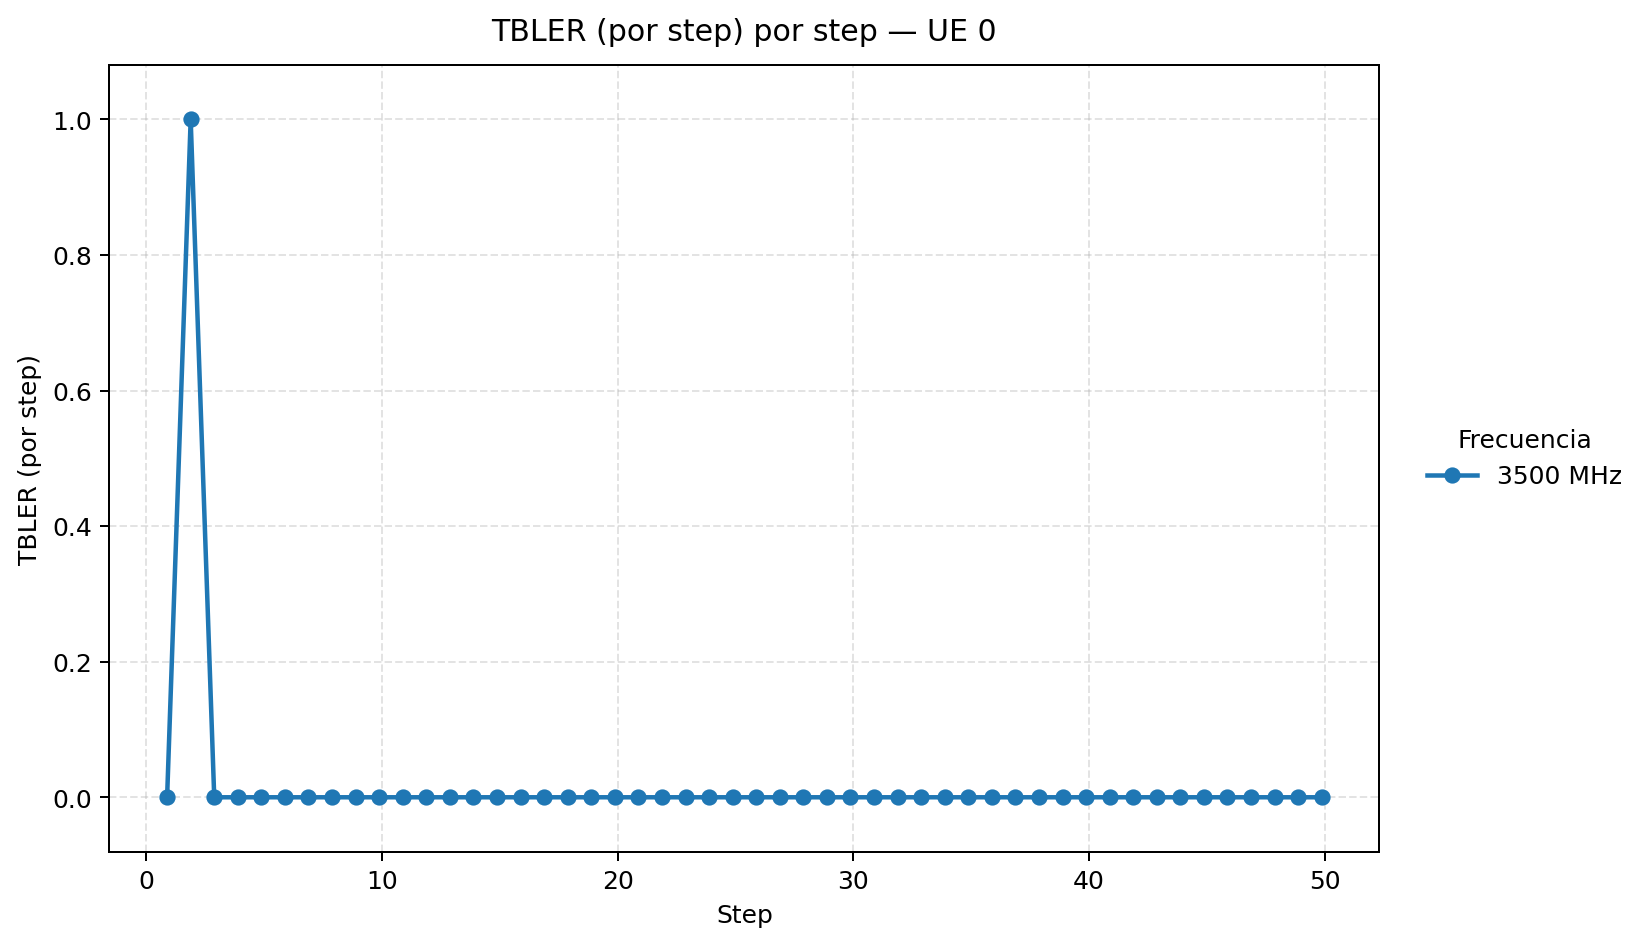 TBLER (por step) por step — UE 0
TBLER (por step)
1.0
0.8
0.6
0.4
0.2
0.0
0 10 20 30 40 50
Step
Frecuencia
3500 MHz